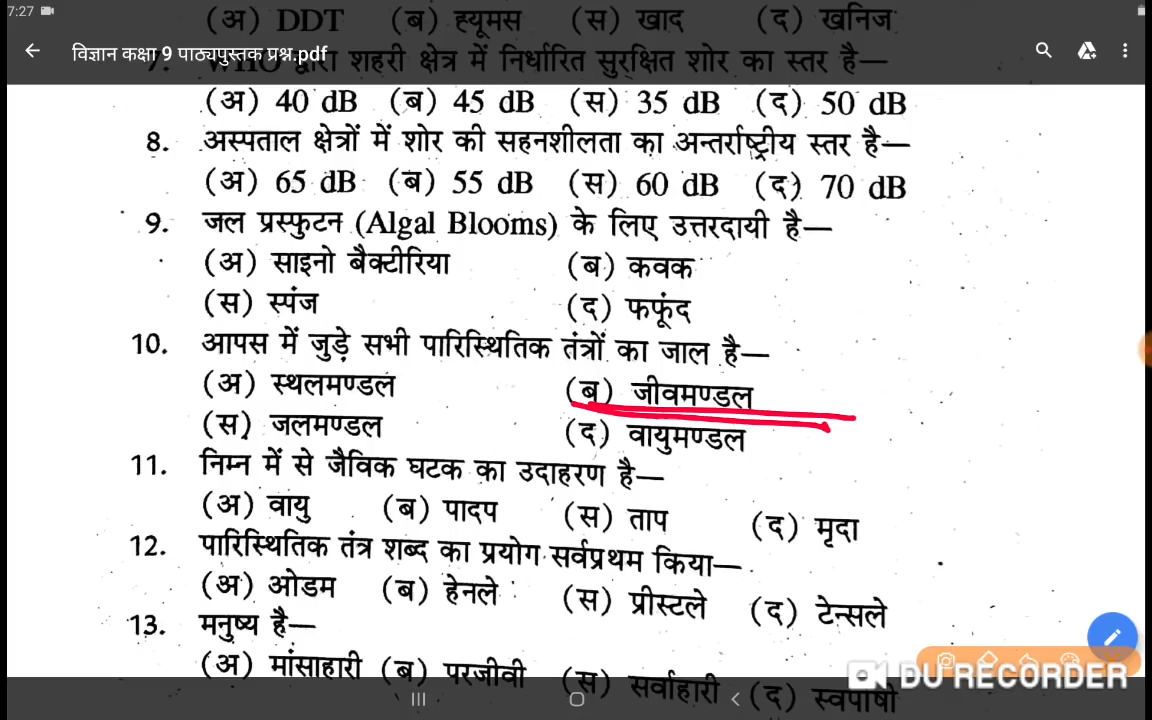 7:27
(अ) DDT (ब) ह्यूमस (स) खाद (द) खनिज
विज्ञान कक्षा 9 पाठ्यपुस्तक प्रश्न.pdf
7. WHO द्वारा शहरी क्षेत्र में निर्धारित सुरक्षित शोर का स्तर है—
(अ) 40 dB (ब) 45 dB (स) 35 dB (द) 50 dB
8. अस्पताल क्षेत्रों में शोर की सहनशीलता का अन्तर्राष्ट्रीय स्तर है—
(अ) 65 dB (ब) 55 dB (स) 60 dB (द) 70 dB
9. जल प्रस्फुटन (Algal Blooms) के लिए उत्तरदायी है—
(अ) साइनो बैक्टीरिया (ब) कवक
(स) स्पंज (द) फफूंद
10. आपस में जुड़े सभी पारिस्थितिक तंत्रों का जाल है—
(अ) स्थलमण्डल (ब) जीवमण्डल
(स) जलमण्डल (द) वायुमण्डल
11. निम्न में से जैविक घटक का उदाहरण है—
(अ) वायु (ब) पादप (स) ताप (द) मृदा
12. पारिस्थितिक तंत्र शब्द का प्रयोग सर्वप्रथम किया—
(अ) ओडम (ब) हेनले (स) प्रीस्टले (द) टेन्सले
13. मनुष्य है—
(अ) मांसाहारी (ब) परजीवी (स) सर्वाहारी (द) स्वपोषी
DU RECORDER